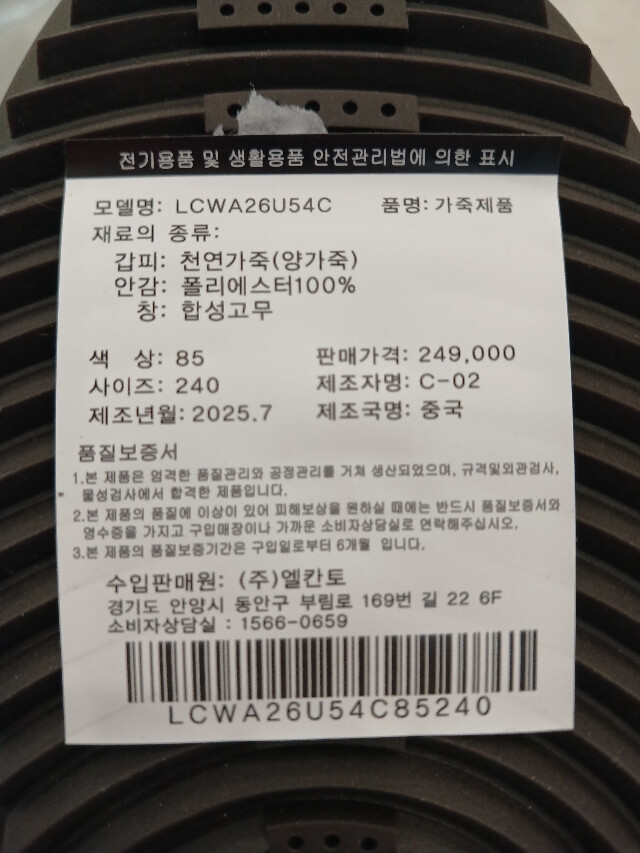 전기용품 및 생활용품 안전관리법에 의한 표시
모델명: LCWA26U54C 품명: 가죽제품
재료의 종류:
갑피: 천연가죽(양가죽)
안감: 폴리에스터100%
창: 합성고무
색 상: 85 판매가격: 249,000
사이즈: 240 제조자명: C-02
제조년월: 2025.7 제조국명: 중국
품질보증서
1.본 제품은 엄격한 품질관리와 공정관리를 거쳐 생산되었으며, 규격및외관검사,
물성검사에서 합격한 제품입니다.
2.본 제품의 품질에 이상이 있어 피해보상을 원하실 때에는 반드시 품질보증서와
영수증을 가지고 구입매장이나 가까운 소비자상담실로 연락해주십시오.
3.본 제품의 품질보증기간은 구입일로부터 6개월 입니다.
수입판매원: (주)엘칸토
경기도 안양시 동안구 부림로 169번 길 22 6F
소비자상담실 : 1566-0659
LCWA26U54C85240